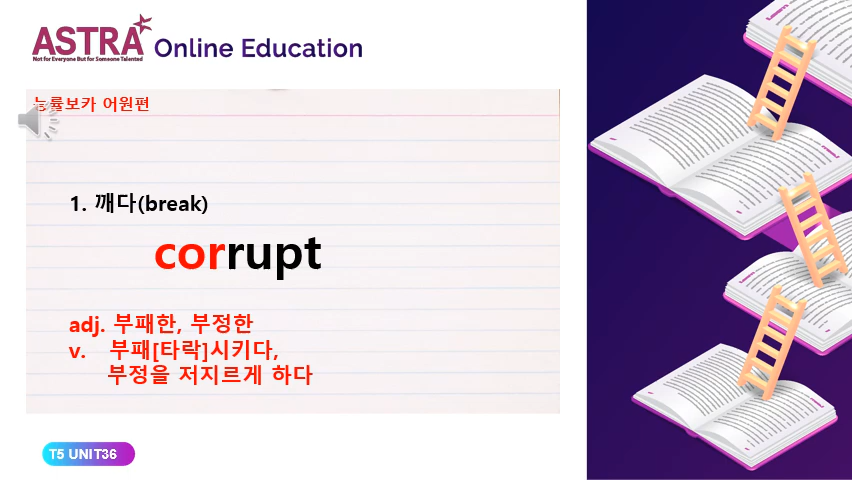 ASTRA
Not for Everyone But for Someone Talented
Online Education
능률보카 어원편
1. 깨다(break)
corrupt
adj. 부패한, 부정한
v. 부패[타락]시키다,
부정을 저지르게 하다
T5 UNIT36